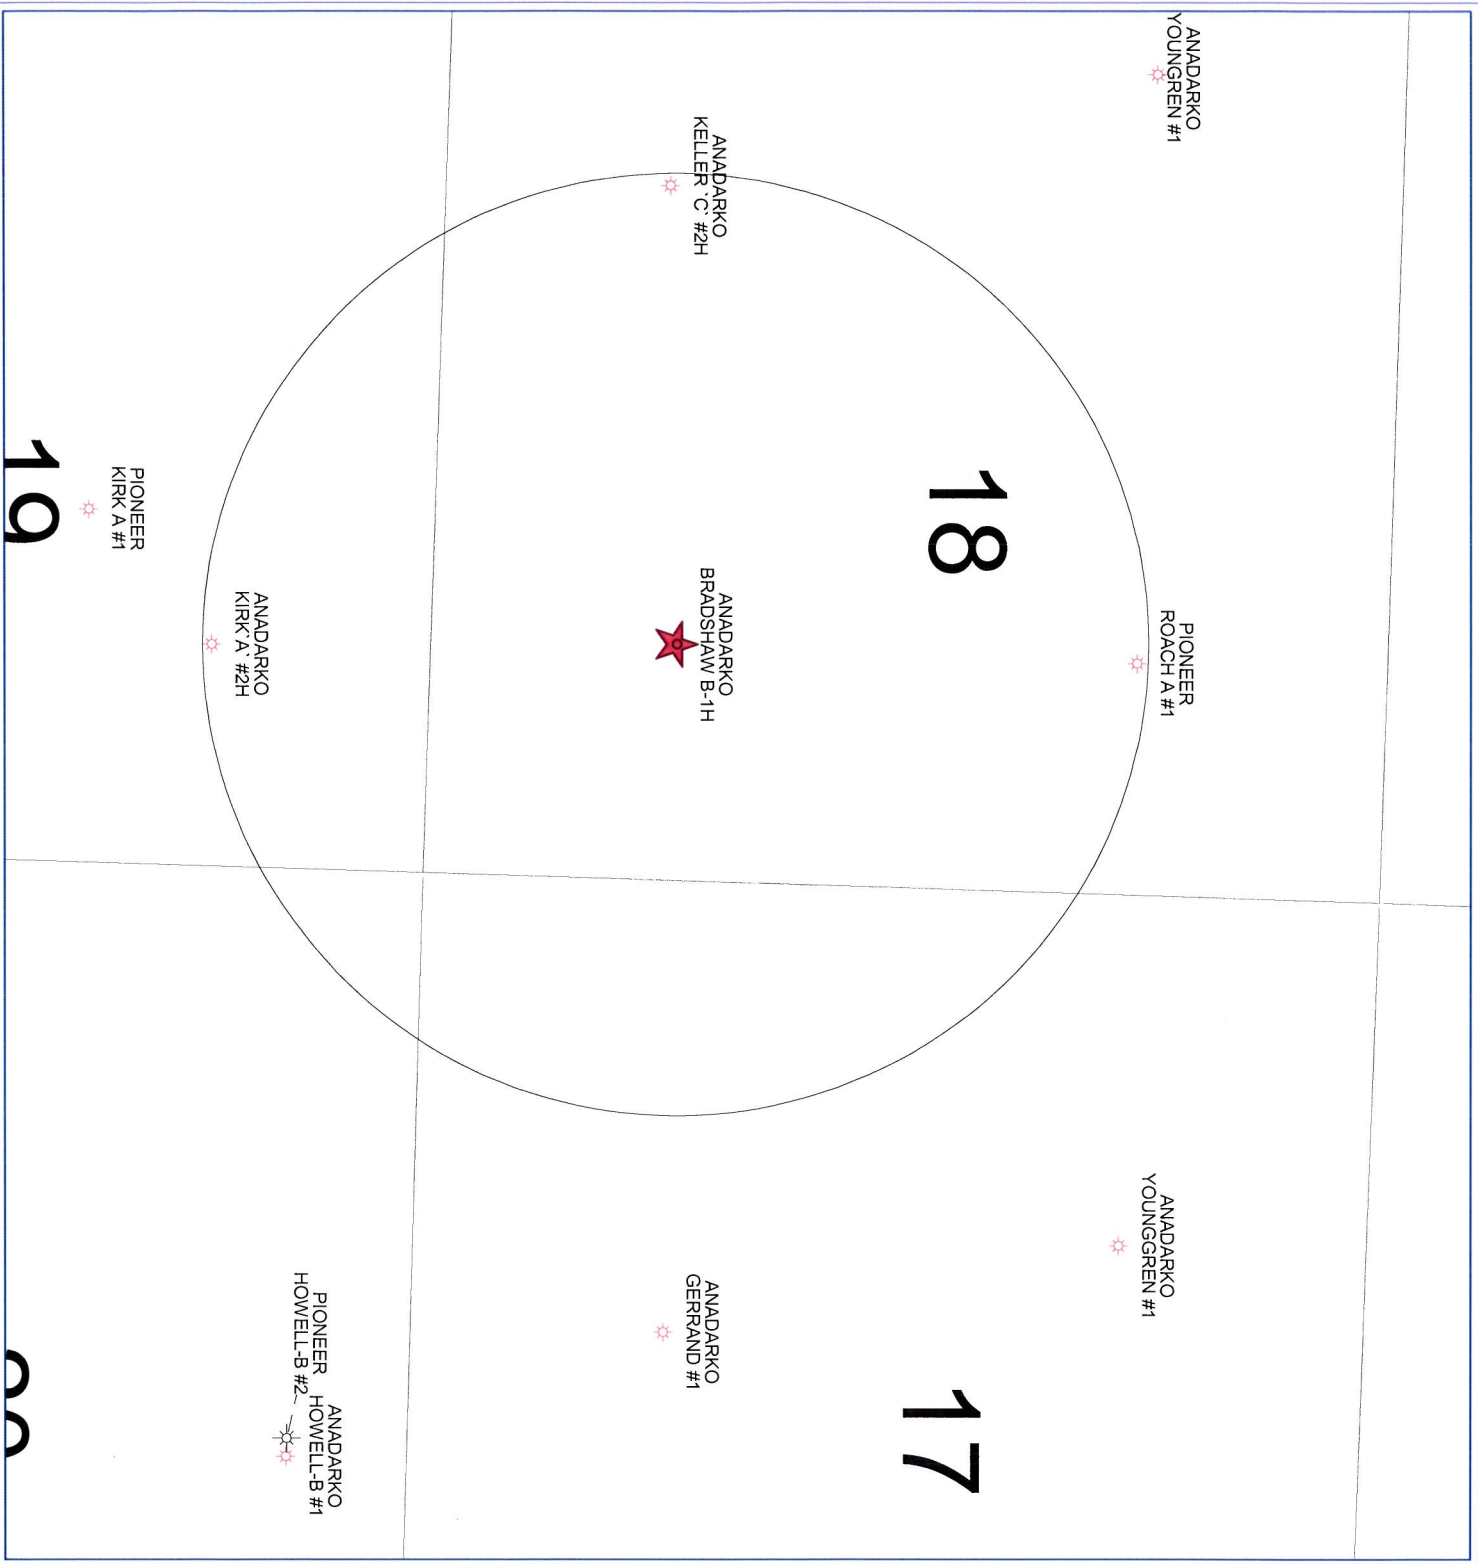 ANADARKO
YOUNGREN #1
PIONEER
ROACH A #1
ANADARKO
YOUNGGREN #1
18
17
ANADARKO
KELLER `C` #2H
ANADARKO
BRADSHAW B-1H
ANADARKO
GERRAND #1
PIONEER
HOWELL-B #2
ANADARKO
HOWELL-B #1
ANADARKO
KIRK`A` #2H
PIONEER
KIRK A #1
19